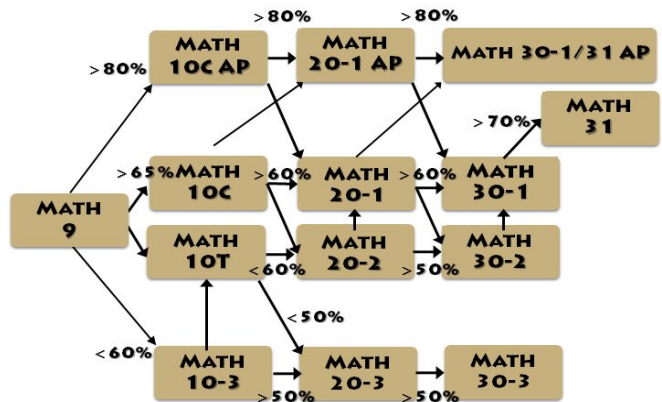 >80%
>80%
MATH
10C AP
MATH
20-1 AP
MATH 30-1/31 AP
>80%
>70%
MATH
31
>65%
MATH
10C
>60%
MATH
20-1
>60%
MATH
30-1
MATH
9
MATH
10T
<60%
MATH
20-2
>50%
MATH
30-2
<50%
<60%
MATH
10-3
>50%
MATH
20-3
>50%
MATH
30-3